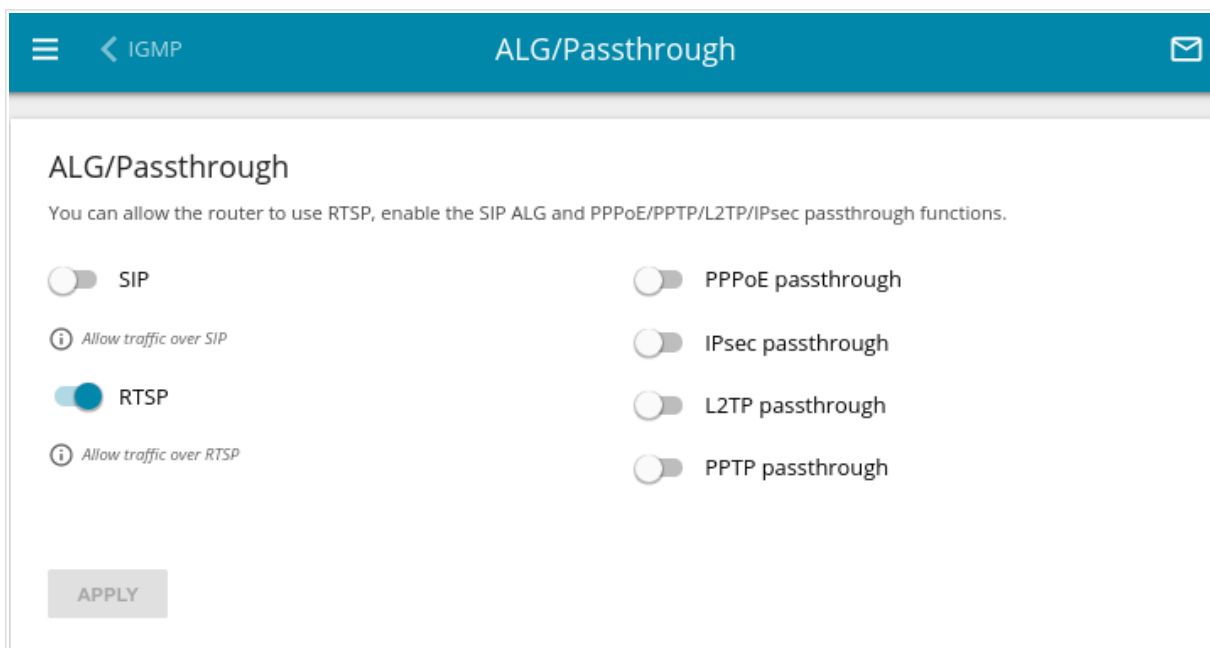 IGMP
ALG/Passthrough
ALG/Passthrough
You can allow the router to use RTSP, enable the SIP ALG and PPPoE/PPTP/L2TP/IPsec passthrough functions.
SIP
Allow traffic over SIP
RTSP
Allow traffic over RTSP
PPPoE passthrough
IPsec passthrough
L2TP passthrough
PPTP passthrough
APPLY